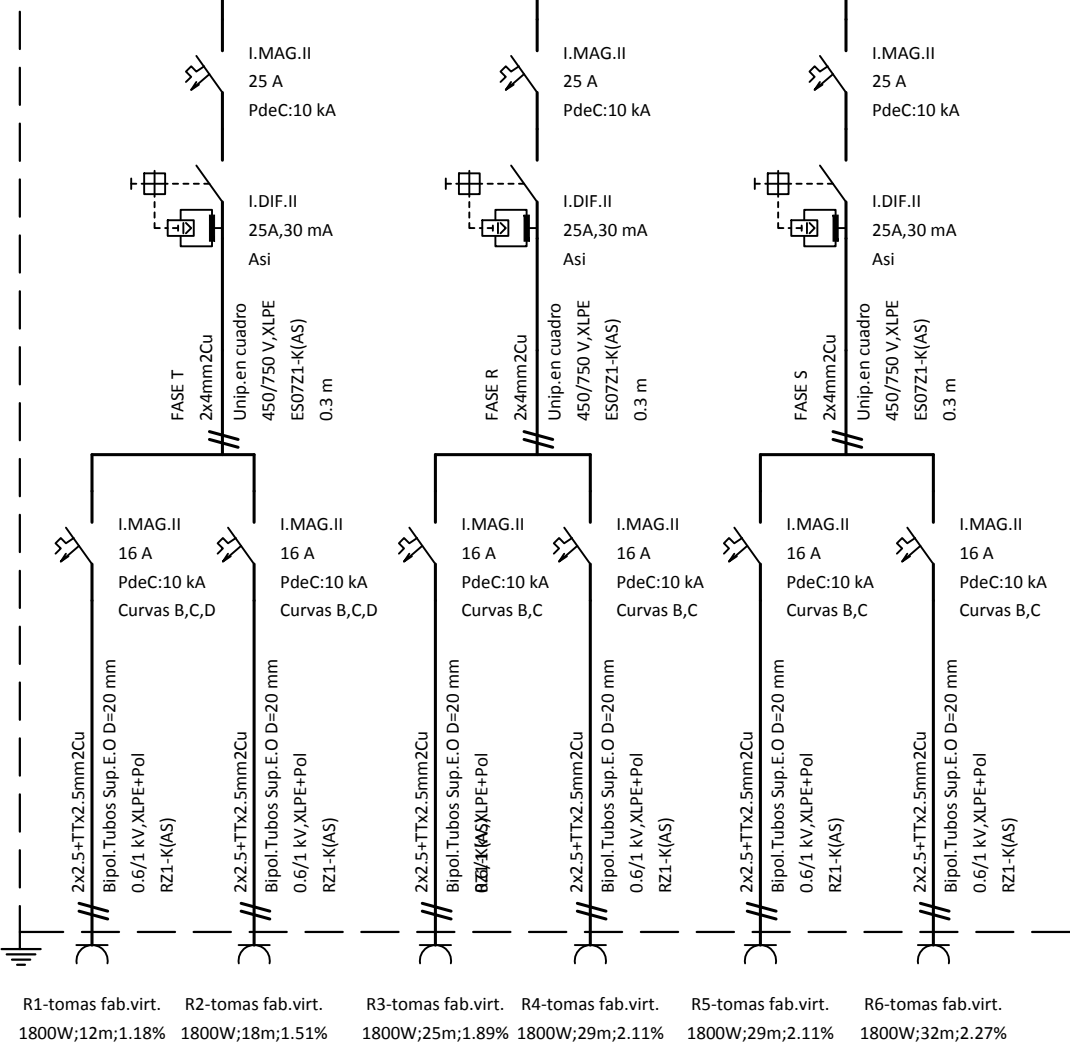 I.MAG.II
25 A
PdeC:10 kA
I.MAG.II
25 A
PdeC:10 kA
I.MAG.II
25 A
PdeC:10 kA
I.DIF.II
25A,30 mA
Asi
I.DIF.II
25A,30 mA
Asi
I.DIF.II
25A,30 mA
Asi
FASE T
2x4mm2Cu
Unip.en cuadro
450/750 V,XLPE
ES07Z1-K(AS)
0.3 m
FASE R
2x4mm2Cu
Unip.en cuadro
450/750 V,XLPE
ES07Z1-K(AS)
0.3 m
FASE S
2x4mm2Cu
Unip.en cuadro
450/750 V,XLPE
ES07Z1-K(AS)
0.3 m
I.MAG.II
16 A
PdeC:10 kA
Curvas B,C,D
I.MAG.II
16 A
PdeC:10 kA
Curvas B,C,D
I.MAG.II
16 A
PdeC:10 kA
Curvas B,C
I.MAG.II
16 A
PdeC:10 kA
Curvas B,C
I.MAG.II
16 A
PdeC:10 kA
Curvas B,C
I.MAG.II
16 A
PdeC:10 kA
Curvas B,C
2x2.5+TTx2.5mm2Cu
Bipol.Tubos Sup.E.O D=20 mm
0.6/1 kV,XLPE+Pol
RZ1-K(AS)
2x2.5+TTx2.5mm2Cu
Bipol.Tubos Sup.E.O D=20 mm
0.6/1 kV,XLPE+Pol
RZ1-K(AS)
2x2.5+TTx2.5mm2Cu
Bipol.Tubos Sup.E.O D=20 mm
2x2.5+TTx2.5mm2Cu
Bipol.Tubos Sup.E.O D=20 mm
0.6/1 kV,XLPE+Pol
RZ1-K(AS)
2x2.5+TTx2.5mm2Cu
Bipol.Tubos Sup.E.O D=20 mm
0.6/1 kV,XLPE+Pol
RZ1-K(AS)
2x2.5+TTx2.5mm2Cu
Bipol.Tubos Sup.E.O D=20 mm
0.6/1 kV,XLPE+Pol
RZ1-K(AS)
R1-tomas fab.virt.
1800W;12m;1.18%
R2-tomas fab.virt.
1800W;18m;1.51%
R3-tomas fab.virt.
1800W;25m;1.89%
R4-tomas fab.virt.
1800W;29m;2.11%
R5-tomas fab.virt.
1800W;29m;2.11%
R6-tomas fab.virt.
1800W;32m;2.27%